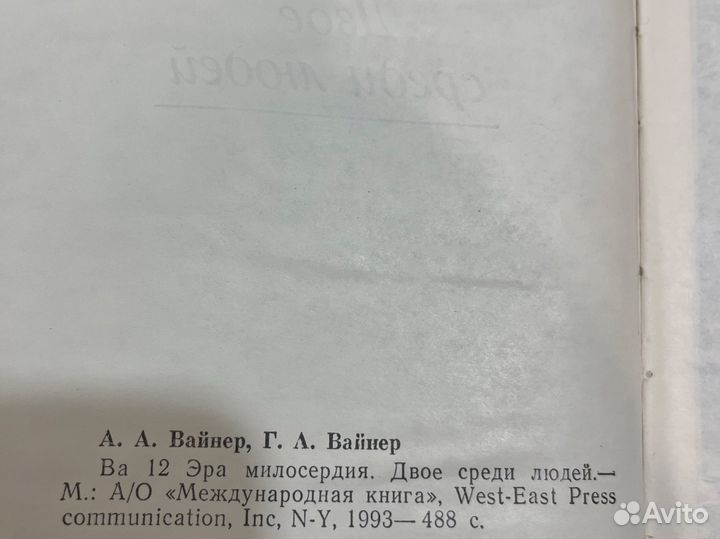 Двое
среди людей
А. А. Вайнер, Г. А. Вайнер
Ва 12 Эра милосердия. Двое среди людей.—
М.: А/О «Международная книга», West-East Press
communication, Inc, N-Y, 1993— 488 с.
Avito